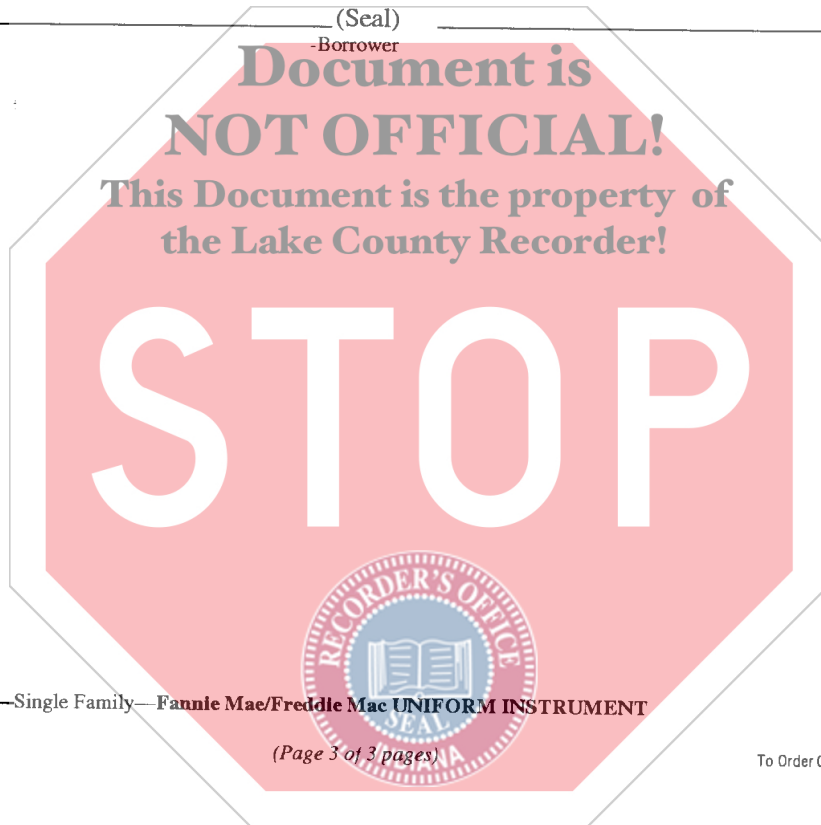 (Seal)
-Borrower
Document is
NOT OFFICIAL!
This Document is the property of
the Lake County Recorder!
STOP
RECORDER'S OFFICE
—Single Family—Fannie Mae/Freddie Mac UNIFORM INSTRUMENT
SEAL
(Page 3 of 3 pages)
INDIANA
To Order